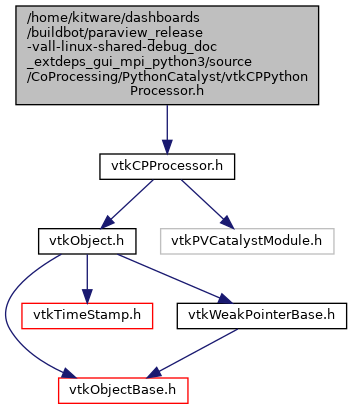 /home/kitware/dashboards
/buildbot/paraview_release
-vall-linux-shared-debug_doc
_extdeps_gui_mpi_python3/source
/CoProcessing/PythonCatalyst/vtkCPPython
Processor.h
vtkCPProcessor.h
vtkObject.h
vtkPVCatalystModule.h
vtkTimeStamp.h
vtkWeakPointerBase.h
vtkObjectBase.h